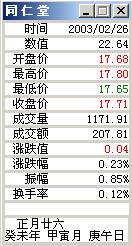 同仁堂
时间 2003/02/26
数值 22.64
开盘价 17.68
最高价 17.80
最低价 17.65
收盘价 17.71
成交量 1171.91
成交额 207.81
涨跌值 0.04
涨跌幅 0.23%
振幅 0.85%
换手率 0.12%
正月廿六
癸未年 甲寅月 庚午日